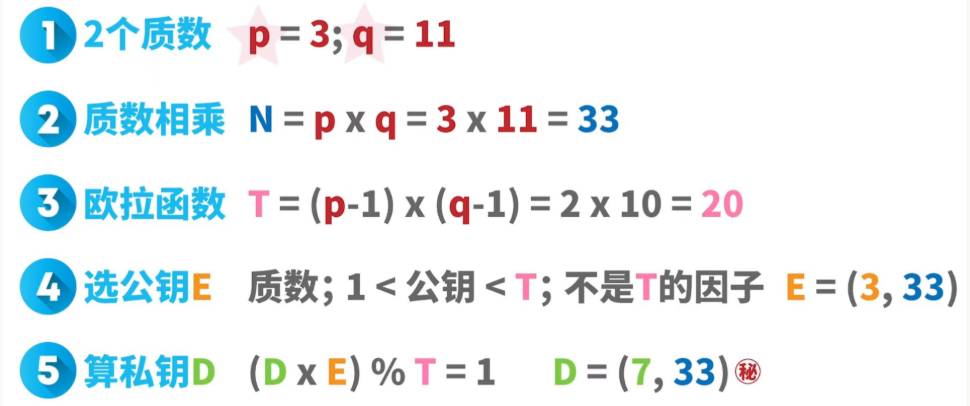 1 2个质数 p = 3; q = 11
2 质数相乘 N = p x q = 3 x 11 = 33
3 欧拉函数 T = (p-1) x (q-1) = 2 x 10 = 20
4 选公钥E 质数；1 < 公钥 < T；不是T的因子 E = (3, 33)
5 算私钥D (D x E) % T = 1 D = (7, 33) ㊙